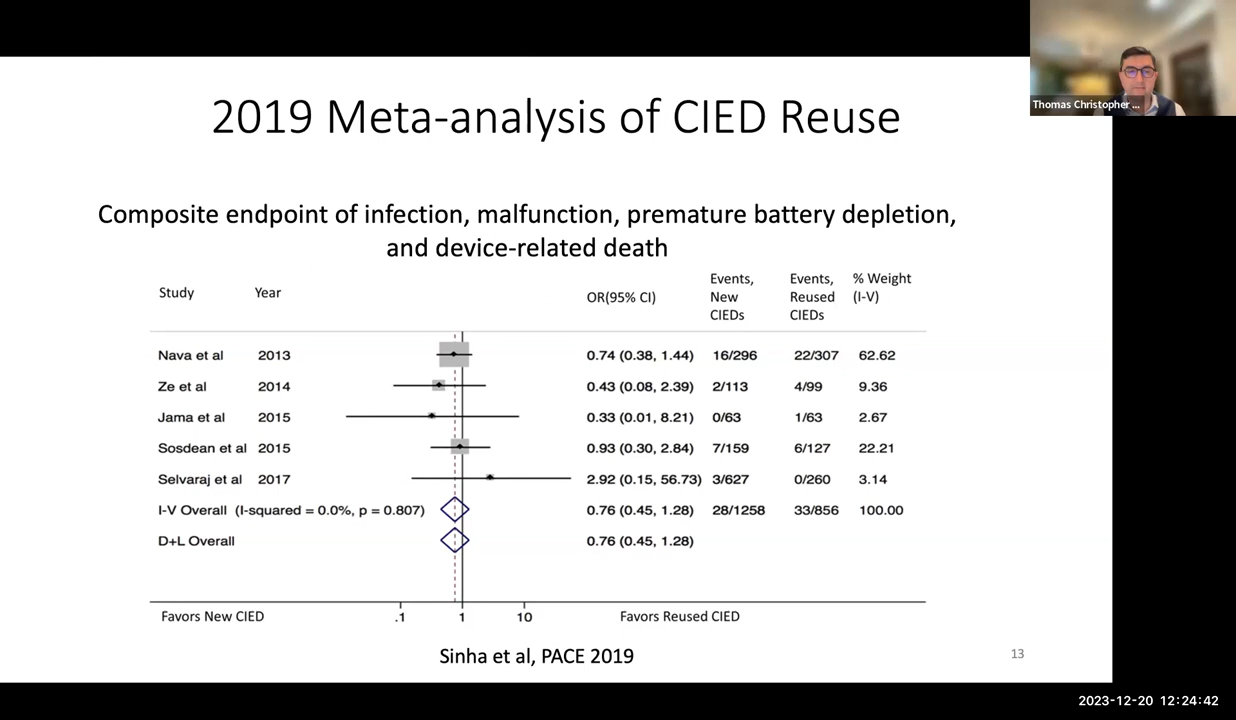 Thomas Christopher ...
2019 Meta-analysis of CIED Reuse
Composite endpoint of infection, malfunction, premature battery depletion,
and device-related death
Study Year OR(95% CI) Events, New CIEDs Events, Reused CIEDs % Weight (I-V)
Nava et al 2013 0.74 (0.38, 1.44) 16/296 22/307 62.62
Ze et al 2014 0.43 (0.08, 2.39) 2/113 4/99 9.36
Jama et al 2015 0.33 (0.01, 8.21) 0/63 1/63 2.67
Sosdean et al 2015 0.93 (0.30, 2.84) 7/159 6/127 22.21
Selvaraj et al 2017 2.92 (0.15, 56.73) 3/627 0/260 3.14
I-V Overall (I-squared = 0.0%, p = 0.807) 0.76 (0.45, 1.28) 28/1258 33/856 100.00
D+L Overall 0.76 (0.45, 1.28)
Favors New CIED .1 1 10 Favors Reused CIED
Sinha et al, PACE 2019
13
2023-12-20 12:24:42